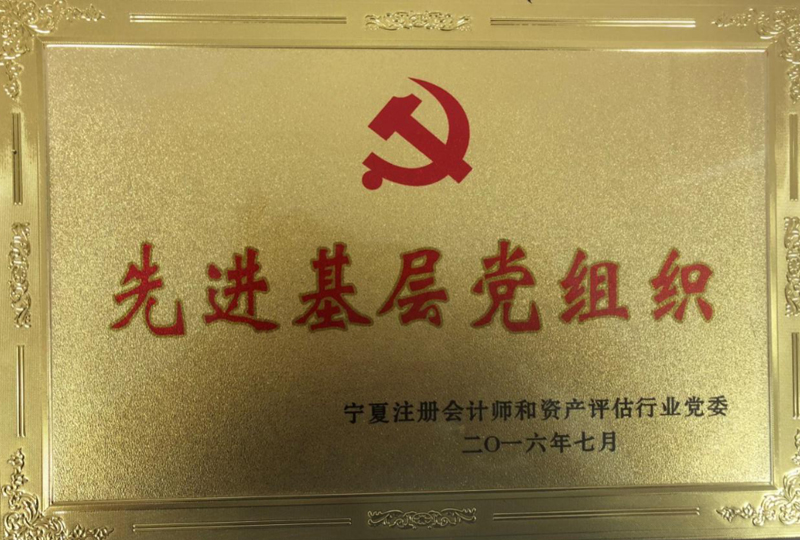 先进基层党组织
宁夏注册会计师和资产评估行业党委
二〇一六年七月